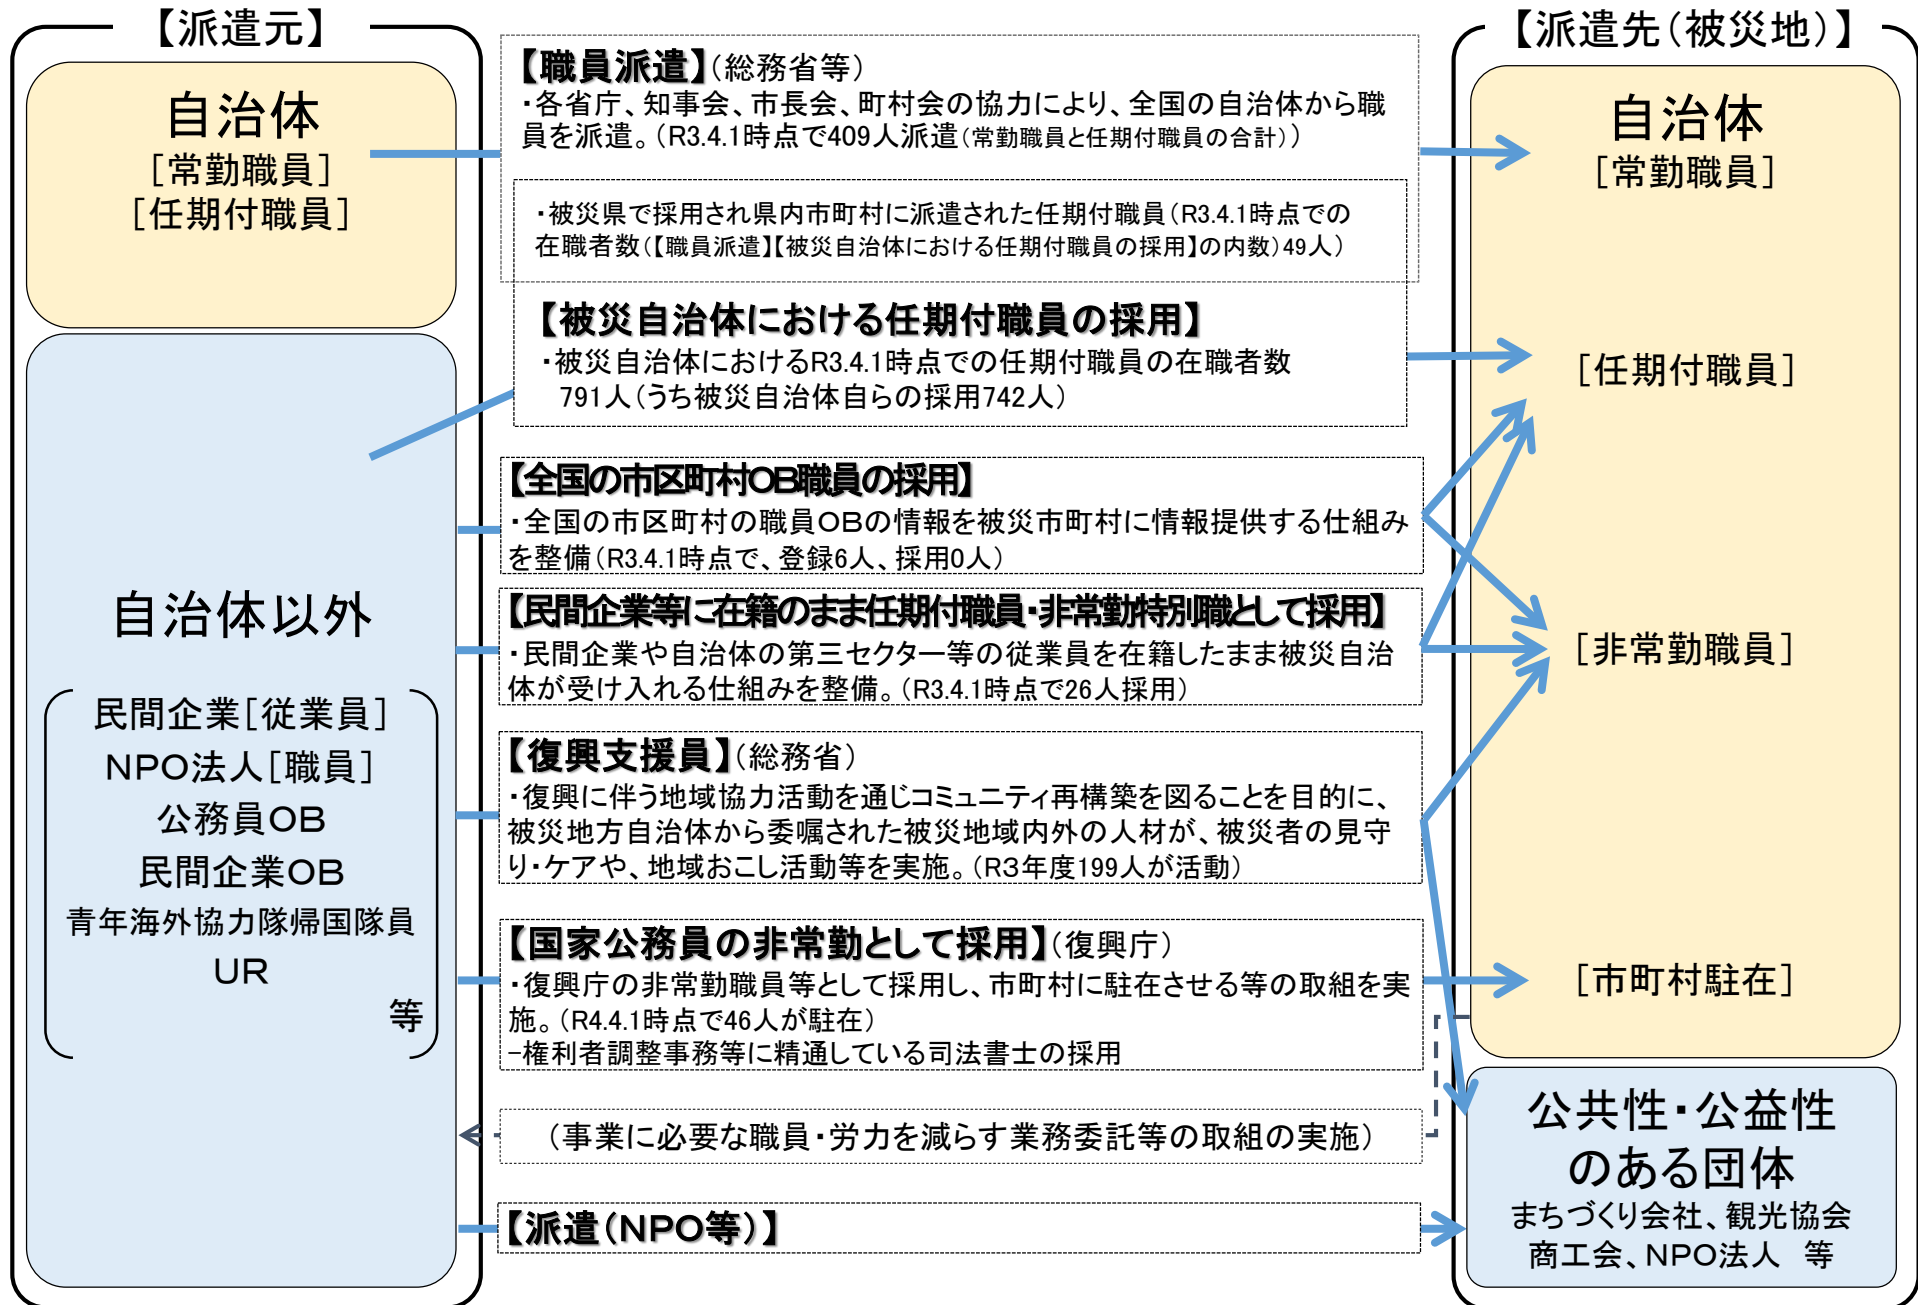 【派遣元】
自治体
［常勤職員］
［任期付職員］
自治体以外
民間企業［従業員］
NPO法人［職員］
公務員OB
民間企業OB
青年海外協力隊帰国隊員
UR
等
【職員派遣】（総務省等）
・各省庁、知事会、市長会、町村会の協力により、全国の自治体から職
員を派遣。（R3.4.1時点で409人派遣（常勤職員と任期付職員の合計））
・被災県で採用され県内市町村に派遣された任期付職員（R3.4.1時点での
在職者数（【職員派遣】【被災自治体における任期付職員の採用】の内数）49人）
【被災自治体における任期付職員の採用】
・被災自治体におけるR3.4.1時点での任期付職員の在職者数
791人（うち被災自治体自らの採用742人）
【全国の市区町村OB職員の採用】
・全国の市区町村の職員OBの情報を被災市町村に情報提供する仕組み
を整備（R3.4.1時点で、登録6人、採用0人）
【民間企業等に在籍のまま任期付職員・非常勤特別職として採用】
・民間企業や自治体の第三セクター等の従業員を在籍したまま被災自治
体が受け入れる仕組みを整備。（R3.4.1時点で26人採用）
【復興支援員】（総務省）
・復興に伴う地域協力活動を通じコミュニティ再構築を図ることを目的に、
被災地方自治体から委嘱された被災地域内外の人材が、被災者の見守
り・ケアや、地域おこし活動等を実施。（R3年度199人が活動）
【国家公務員の非常勤として採用】（復興庁）
・復興庁の非常勤職員等として採用し、市町村に駐在させる等の取組を実
施。（R4.4.1時点で46人が駐在）
−権利者調整事務等に精通している司法書士の採用
（事業に必要な職員・労力を減らす業務委託等の取組の実施）
【派遣（NPO等）】
【派遣先（被災地）】
自治体
［常勤職員］
［任期付職員］
［非常勤職員］
［市町村駐在］
公共性・公益性
のある団体
まちづくり会社、観光協会
商工会、NPO法人　等